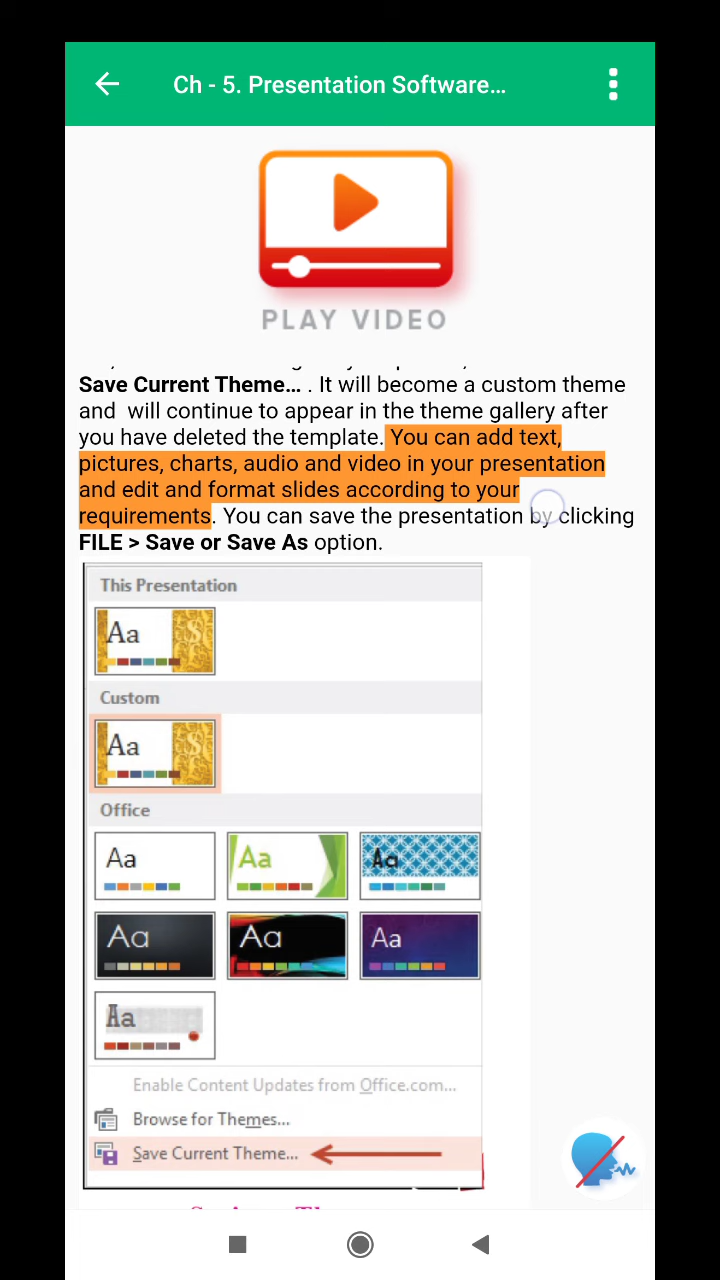 Ch - 5. Presentation Software...
PLAY VIDEO
Save Current Theme... . It will become a custom theme
and will continue to appear in the theme gallery after
you have deleted the template. You can add text,
pictures, charts, audio and video in your presentation
and edit and format slides according to your
requirements. You can save the presentation by clicking
FILE > Save or Save As option.
This Presentation
Aa
Custom
Aa
Office
Aa Aa Aa
Aa Aa Aa
Aa
Enable Content Updates from Office.com...
Browse for Themes...
Save Current Theme...